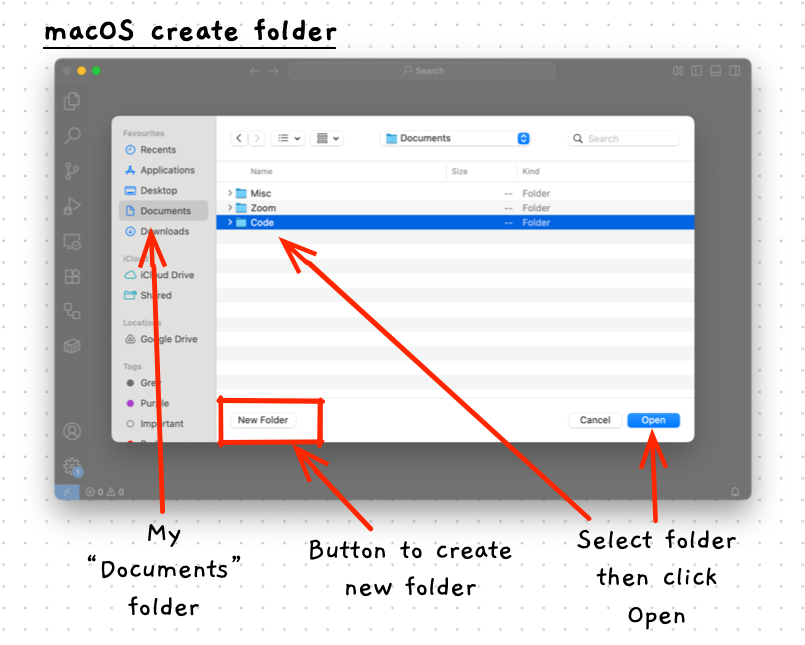 macOS create folder
Search
Favourites
Recents
Applications
Desktop
Documents
Downloads
iCloud Drive
Shared
Locations
Google Drive
Tags
Purple
Important
Documents
Search
Name Size Kind
Misc -- Folder
Zoom -- Folder
Code -- Folder
New Folder
Cancel Open
1
0 0
My
“Documents”
folder
Button to create
new folder
Select folder
then click
Open